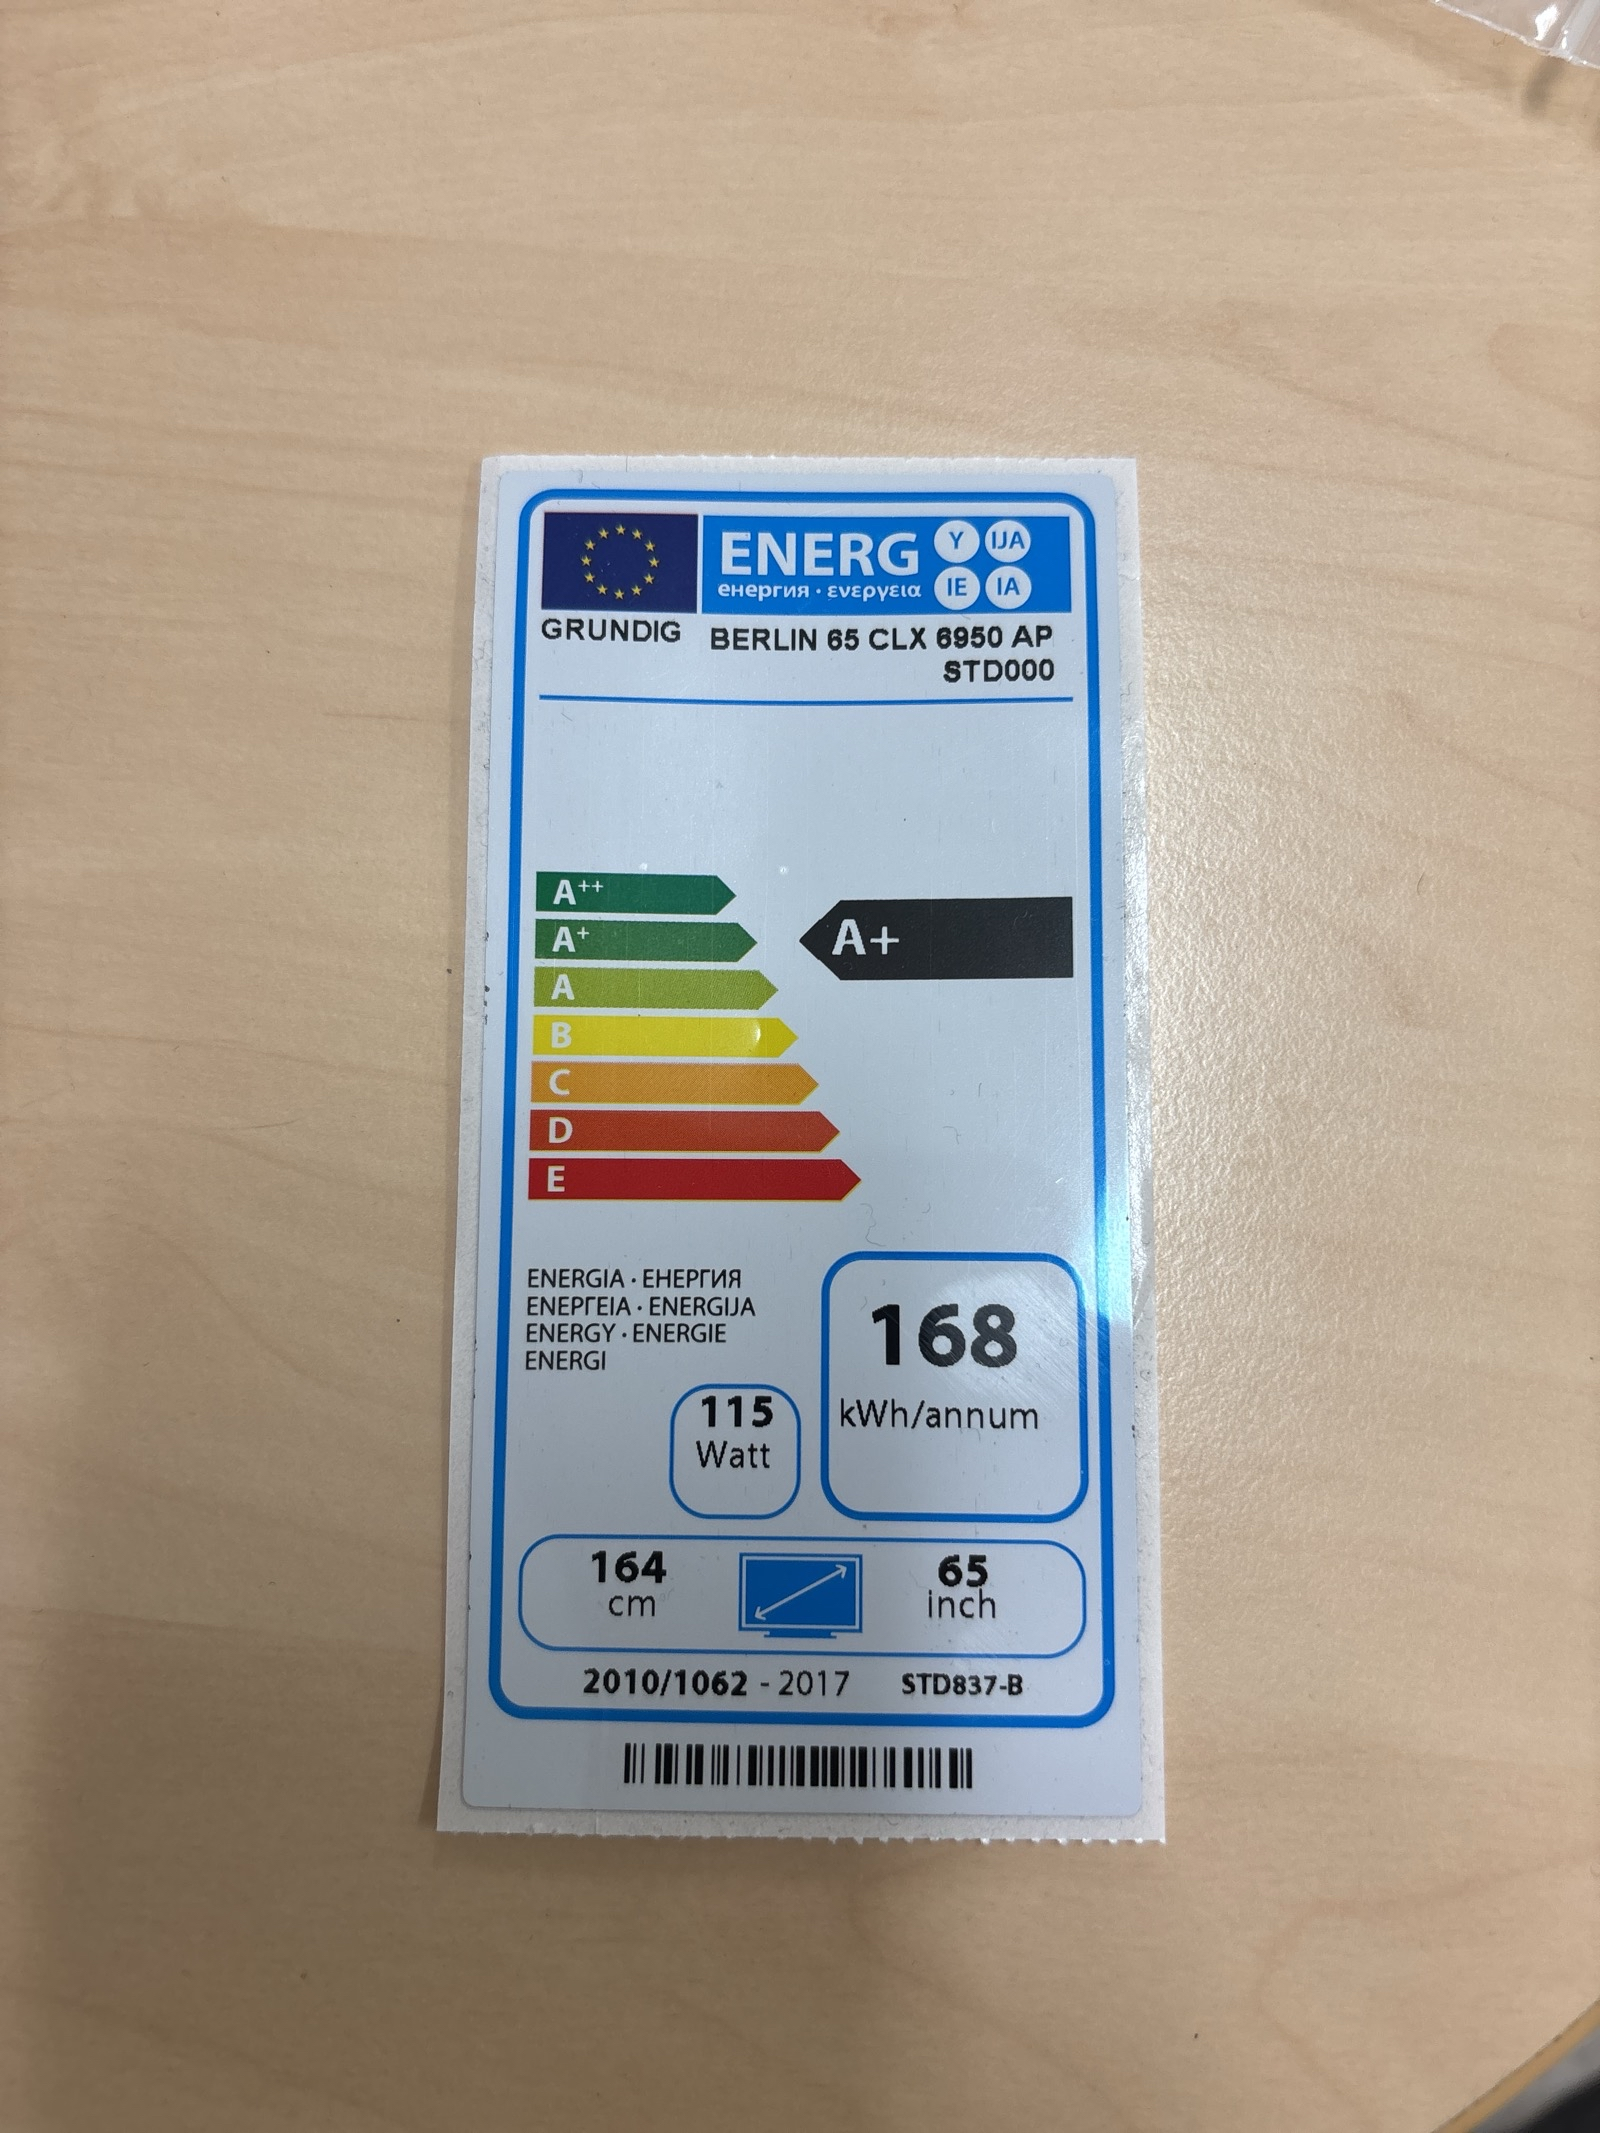 ENERG Y IJA
енергия · ενεργεια IE IA
GRUNDIG BERLIN 65 CLX 6950 AP
STD000
A++
A+ A+
A
B
C
D
E
ENERGIA · ЕНЕРГИЯ
ΕΝΕΡΓΕΙΑ · ENERGIJA
ENERGY · ENERGIE
ENERGI
168
kWh/annum
115
Watt
164 65
cm inch
2010/1062 - 2017 STD837-B